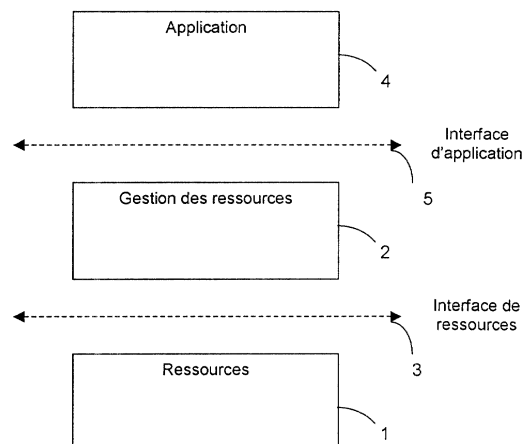 Application
4
Interface
d'application
5
Gestion des ressources
2
Interface de
ressources
3
Ressources
1